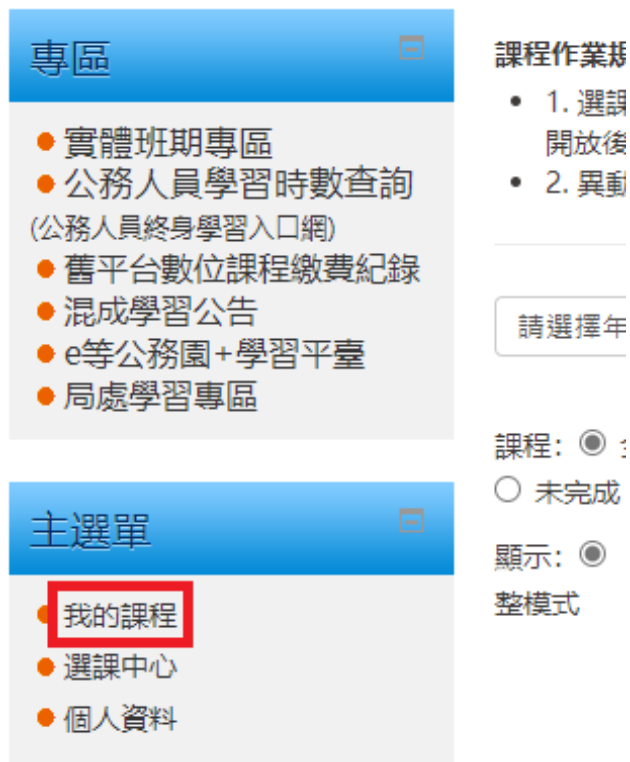 專區
實體班期專區
公務人員學習時數查詢
(公務人員終身學習入口網)
舊平台數位課程繳費紀錄
混成學習公告
e等公務園+學習平臺
局處學習專區
主選單
我的課程
選課中心
個人資料
課程作業規
1. 選課
開放後
2. 異動
請選擇年
課程:
未完成
顯示:
整模式